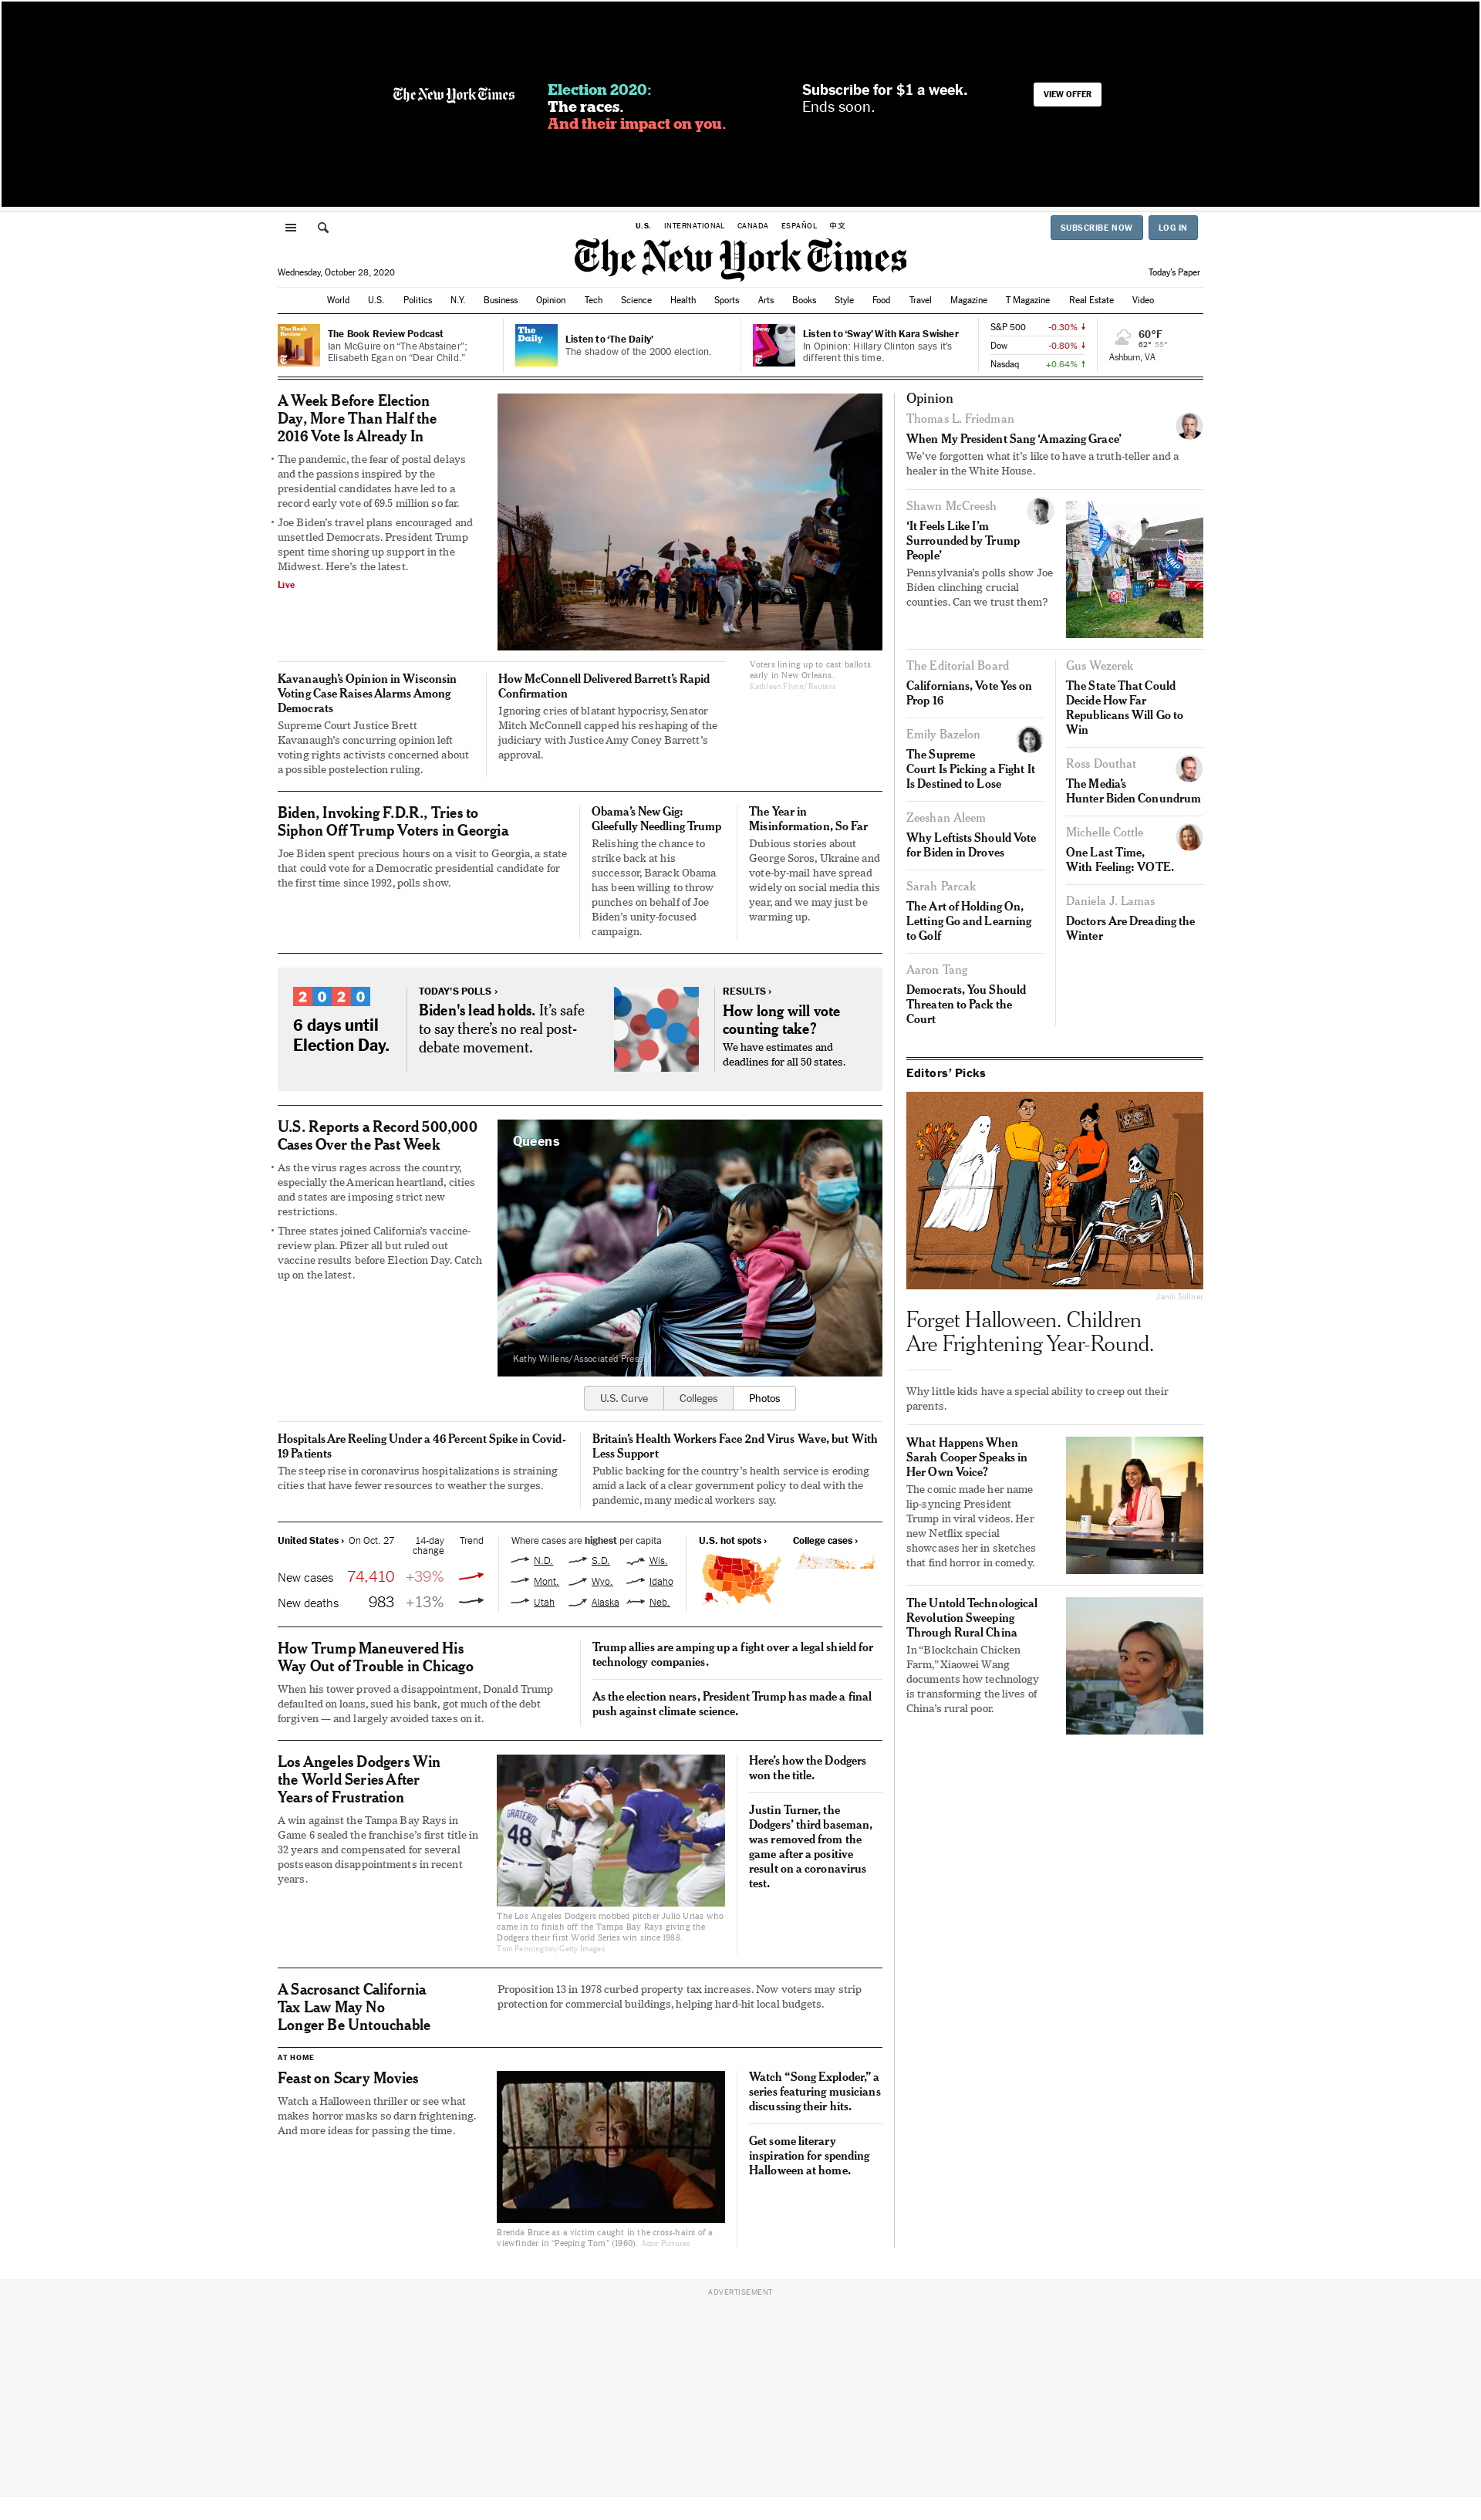 The New York Times
Election 2020:
The races.
And their impact on you.
Subscribe for $1 a week.
Ends soon.
VIEW OFFER
U.S. INTERNATIONAL CANADA ESPAÑOL 中文
SUBSCRIBE NOW LOG IN
The New York Times
Wednesday, October 28, 2020
Today's Paper
World U.S. Politics N.Y. Business Opinion Tech Science Health Sports Arts Books Style Food Travel Magazine T Magazine Real Estate Video
The Book Review
The Book Review Podcast
Ian McGuire on “The Abstainer”;
Elisabeth Egan on “Dear Child.”
The Daily
Listen to ‘The Daily’
The shadow of the 2000 election.
Sway
Listen to ‘Sway’ With Kara Swisher
In Opinion: Hillary Clinton says it’s
different this time.
S&P 500 -0.30%
Dow -0.80%
Nasdaq +0.64%
60°F
62° 55°
Ashburn, VA
A Week Before Election
Day, More Than Half the
2016 Vote Is Already In
The pandemic, the fear of postal delays
and the passions inspired by the
presidential candidates have led to a
record early vote of 69.5 million so far.
Joe Biden’s travel plans encouraged and
unsettled Democrats. President Trump
spent time shoring up support in the
Midwest. Here’s the latest.
Live
Voters lining up to cast ballots
early in New Orleans.
Kathleen Flynn/Reuters
Kavanaugh’s Opinion in Wisconsin
Voting Case Raises Alarms Among
Democrats
Supreme Court Justice Brett
Kavanaugh’s concurring opinion left
voting rights activists concerned about
a possible postelection ruling.
How McConnell Delivered Barrett’s Rapid
Confirmation
Ignoring cries of blatant hypocrisy, Senator
Mitch McConnell capped his reshaping of the
judiciary with Justice Amy Coney Barrett’s
approval.
Biden, Invoking F.D.R., Tries to
Siphon Off Trump Voters in Georgia
Joe Biden spent precious hours on a visit to Georgia, a state
that could vote for a Democratic presidential candidate for
the first time since 1992, polls show.
Obama’s New Gig:
Gleefully Needling Trump
Relishing the chance to
strike back at his
successor, Barack Obama
has been willing to throw
punches on behalf of Joe
Biden’s unity-focused
campaign.
The Year in
Misinformation, So Far
Dubious stories about
George Soros, Ukraine and
vote-by-mail have spread
widely on social media this
year, and we may just be
warming up.
2020
6 days until
Election Day.
TODAY’S POLLS ›
Biden's lead holds. It’s safe
to say there’s no real post-
debate movement.
RESULTS ›
How long will vote
counting take?
We have estimates and
deadlines for all 50 states.
U.S. Reports a Record 500,000
Cases Over the Past Week
As the virus rages across the country,
especially the American heartland, cities
and states are imposing strict new
restrictions.
Three states joined California’s vaccine-
review plan. Pfizer all but ruled out
vaccine results before Election Day. Catch
up on the latest.
Queens
Kathy Willens/Associated Press
U.S. Curve Colleges Photos
Hospitals Are Reeling Under a 46 Percent Spike in Covid-
19 Patients
The steep rise in coronavirus hospitalizations is straining
cities that have fewer resources to weather the surges.
Britain’s Health Workers Face 2nd Virus Wave, but With
Less Support
Public backing for the country’s health service is eroding
amid a lack of a clear government policy to deal with the
pandemic, many medical workers say.
United States › On Oct. 27 14-day change Trend
New cases 74,410 +39%
New deaths 983 +13%
Where cases are highest per capita
N.D. S.D. Wis.
Mont. Wyo. Idaho
Utah Alaska Neb.
U.S. hot spots ›
College cases ›
How Trump Maneuvered His
Way Out of Trouble in Chicago
When his tower proved a disappointment, Donald Trump
defaulted on loans, sued his bank, got much of the debt
forgiven — and largely avoided taxes on it.
Trump allies are amping up a fight over a legal shield for
technology companies.
As the election nears, President Trump has made a final
push against climate science.
Los Angeles Dodgers Win
the World Series After
Years of Frustration
A win against the Tampa Bay Rays in
Game 6 sealed the franchise’s first title in
32 years and compensated for several
postseason disappointments in recent
years.
GRATEROL
48
The Los Angeles Dodgers mobbed pitcher Julio Urias who
came in to finish off the Tampa Bay Rays giving the
Dodgers their first World Series win since 1988.
Tom Pennington/Getty Images
Here’s how the Dodgers
won the title.
Justin Turner, the
Dodgers’ third baseman,
was removed from the
game after a positive
result on a coronavirus
test.
A Sacrosanct California
Tax Law May No
Longer Be Untouchable
Proposition 13 in 1978 curbed property tax increases. Now voters may strip
protection for commercial buildings, helping hard-hit local budgets.
AT HOME
Feast on Scary Movies
Watch a Halloween thriller or see what
makes horror masks so darn frightening.
And more ideas for passing the time.
Brenda Bruce as a victim caught in the cross-hairs of a
viewfinder in “Peeping Tom” (1960). Astor Pictures
Watch “Song Exploder,” a
series featuring musicians
discussing their hits.
Get some literary
inspiration for spending
Halloween at home.
Opinion
Thomas L. Friedman
When My President Sang ‘Amazing Grace’
We’ve forgotten what it’s like to have a truth-teller and a
healer in the White House.
Shawn McCreesh
‘It Feels Like I’m
Surrounded by Trump
People’
Pennsylvania’s polls show Joe
Biden clinching crucial
counties. Can we trust them?
TRUMP
The Editorial Board
Californians, Vote Yes on
Prop 16
Emily Bazelon
The Supreme
Court Is Picking a Fight It
Is Destined to Lose
Zeeshan Aleem
Why Leftists Should Vote
for Biden in Droves
Sarah Parcak
The Art of Holding On,
Letting Go and Learning
to Golf
Aaron Tang
Democrats, You Should
Threaten to Pack the
Court
Gus Wezerek
The State That Could
Decide How Far
Republicans Will Go to
Win
Ross Douthat
The Media’s
Hunter Biden Conundrum
Michelle Cottle
One Last Time,
With Feeling: VOTE.
Daniela J. Lamas
Doctors Are Dreading the
Winter
Editors’ Picks
Janik Söllner
Forget Halloween. Children
Are Frightening Year-Round.
Why little kids have a special ability to creep out their
parents.
What Happens When
Sarah Cooper Speaks in
Her Own Voice?
The comic made her name
lip-syncing President
Trump in viral videos. Her
new Netflix special
showcases her in sketches
that find horror in comedy.
The Untold Technological
Revolution Sweeping
Through Rural China
In “Blockchain Chicken
Farm,” Xiaowei Wang
documents how technology
is transforming the lives of
China’s rural poor.
ADVERTISEMENT